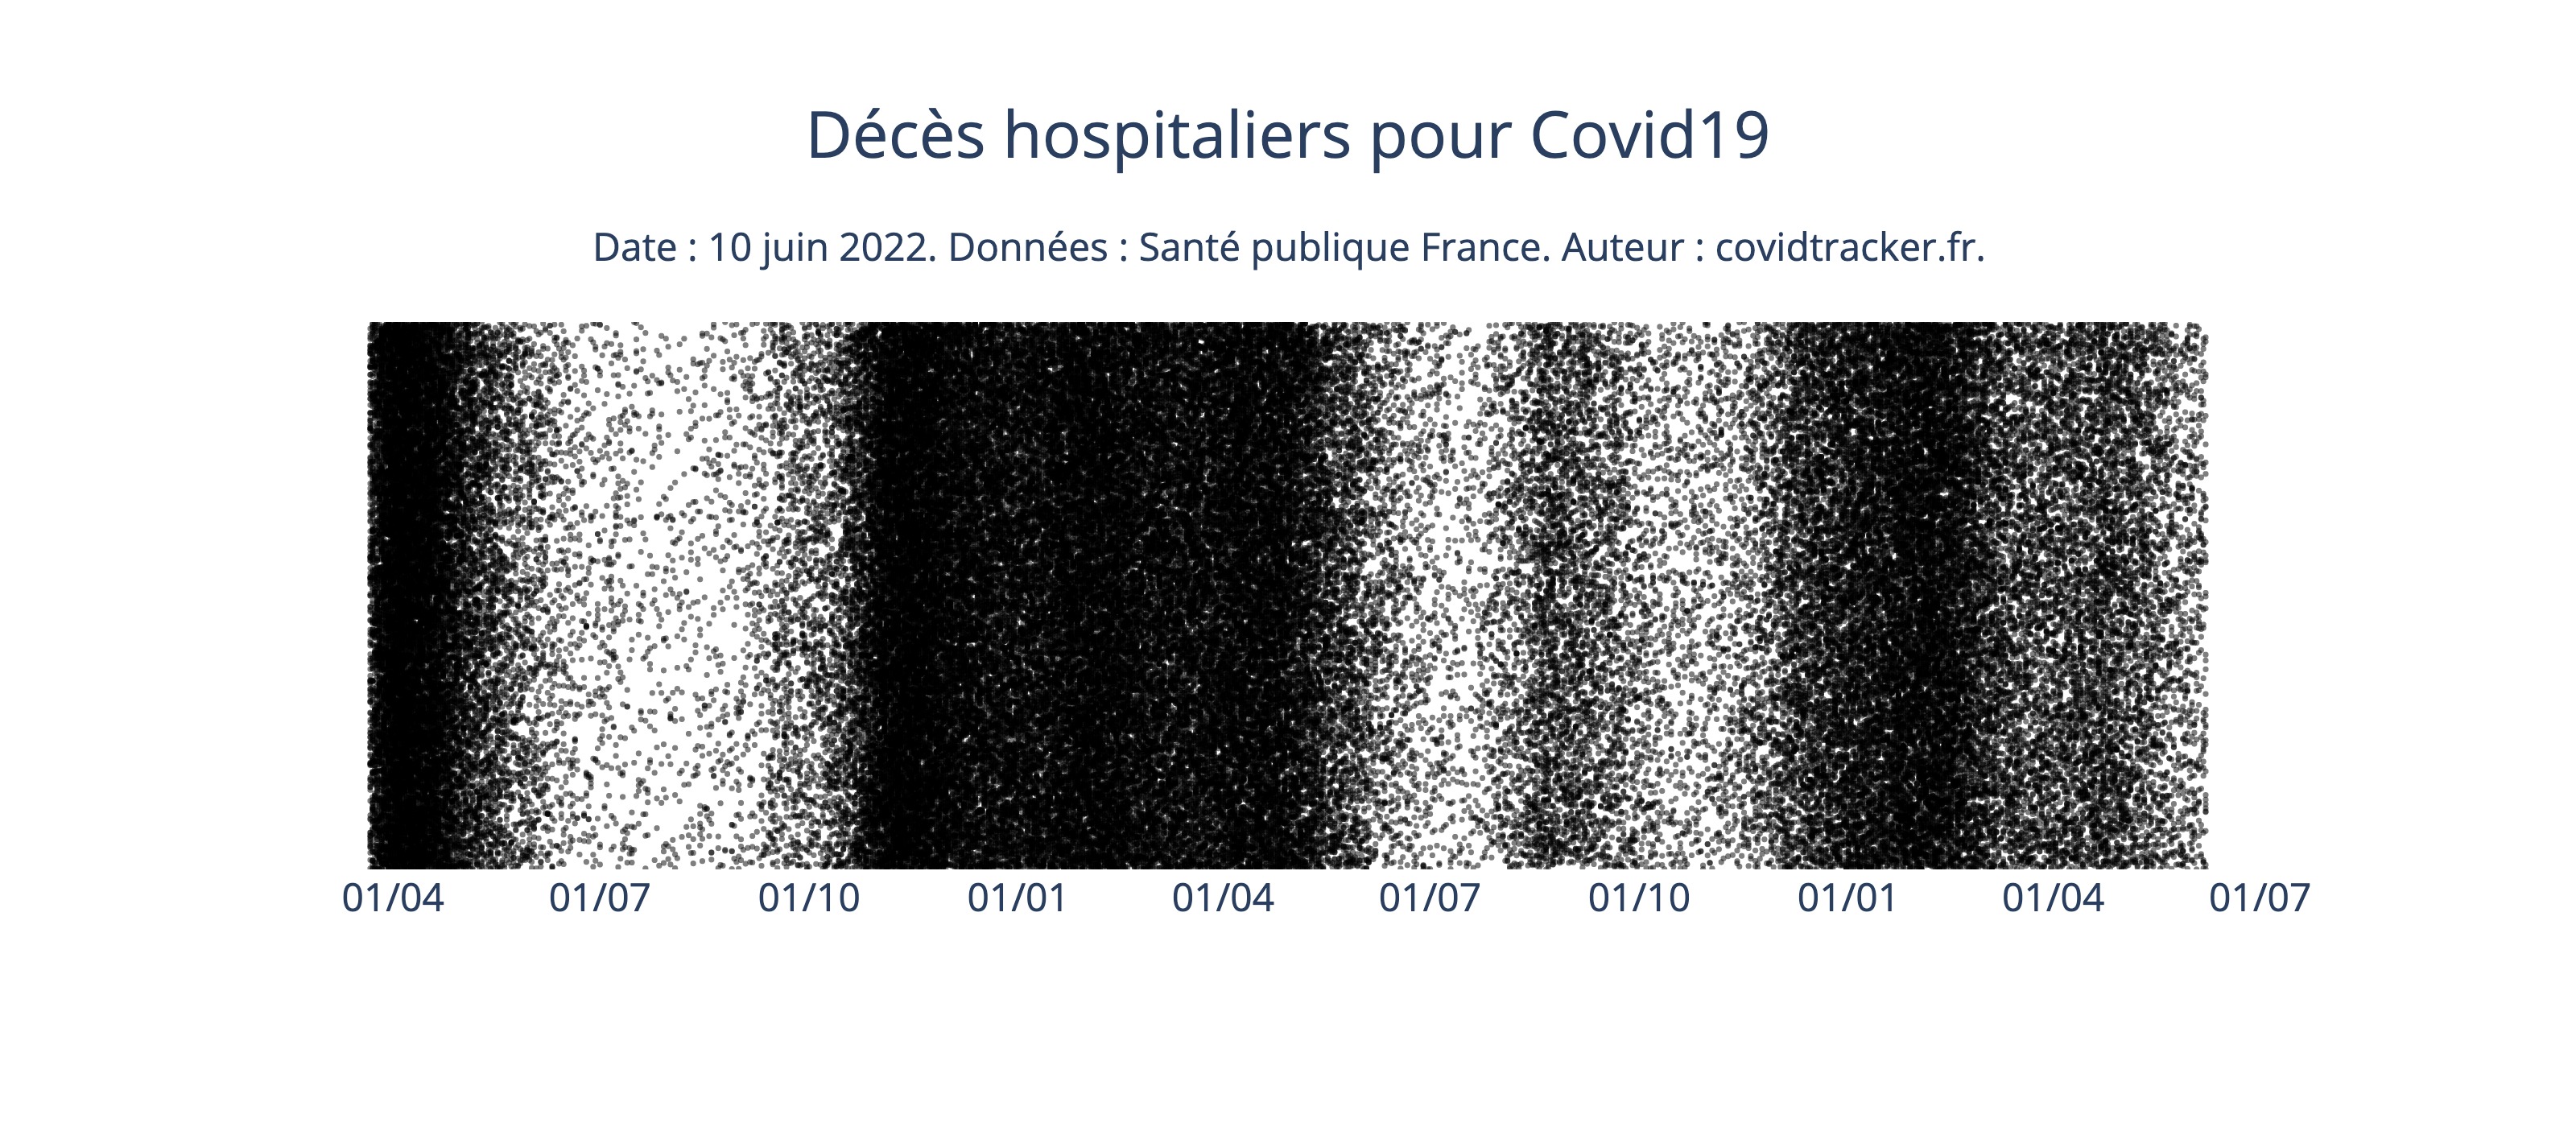 Décès hospitaliers pour Covid19
Date : 10 juin 2022. Données : Santé publique France. Auteur : covidtracker.fr.
01/04 01/07 01/10 01/01 01/04 01/07 01/10 01/01 01/04 01/07